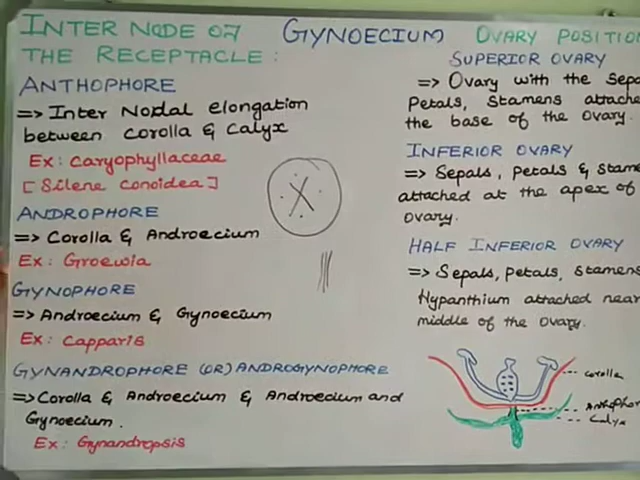 INTER NODE OF
THE RECEPTACLE :
ANTHOPHORE
=> Inter Nodal elongation
between Corolla & Calyx
Ex : Caryophyllaceae
[ Silene Conoidea ]
ANDROPHORE
=> Corolla & Androecium
Ex : Groewia
GYNOPHORE
=> Androecium & Gynoecium
Ex : Capparis
GYNANDROPHORE (OR) ANDROGYNOPHORE
=> Corolla & Androecium & Androecium and
Gynoecium.
Ex : Gynandropsis
GYNOECIUM
OVARY POSITION
SUPERIOR OVARY
=> Ovary with the Sepa
Petals, Stamens attache
the base of the Ovary.
INFERIOR OVARY
=> Sepals, Petals & Stame
attached at the apex of
Ovary.
HALF INFERIOR OVARY
=> Sepals, Petals, Stamens
Hypanthium attached near
middle of the Ovary.
Corolla
Anthophor
Calyx